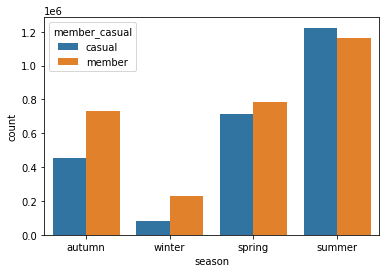 1e6
member_casual
casual
member
1.2
1.0
0.8
0.6
0.4
0.2
0.0
count
autumn winter spring summer
season